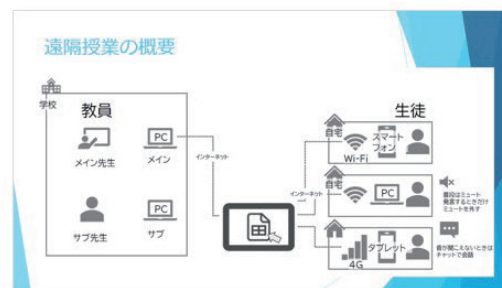 遠隔授業の概要
学校
教員
メイン先生
PC
メイン
サブ先生
PC
サブ
インターネット
インターネット
生徒
自宅
Wi-Fi
スマート
フォン
自宅
PC
普段はミュート
発言するときだけ
ミュートを外す
自宅
4G
タブレット
音が聞こえないときは
チャットで会話